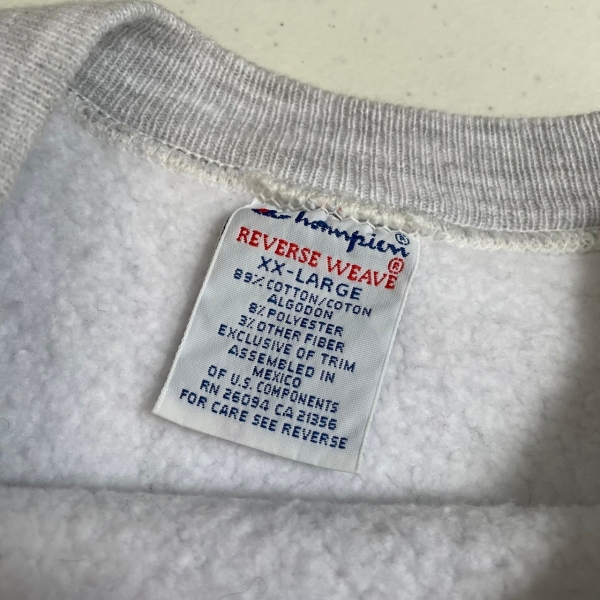 Champion®
REVERSE WEAVE®
XX-LARGE
89% COTTON/COTON
ALGODON
8% POLYESTER
3% OTHER FIBER
EXCLUSIVE OF TRIM
ASSEMBLED IN
MEXICO
OF U.S. COMPONENTS
RN 26094 CA 21356
FOR CARE SEE REVERSE